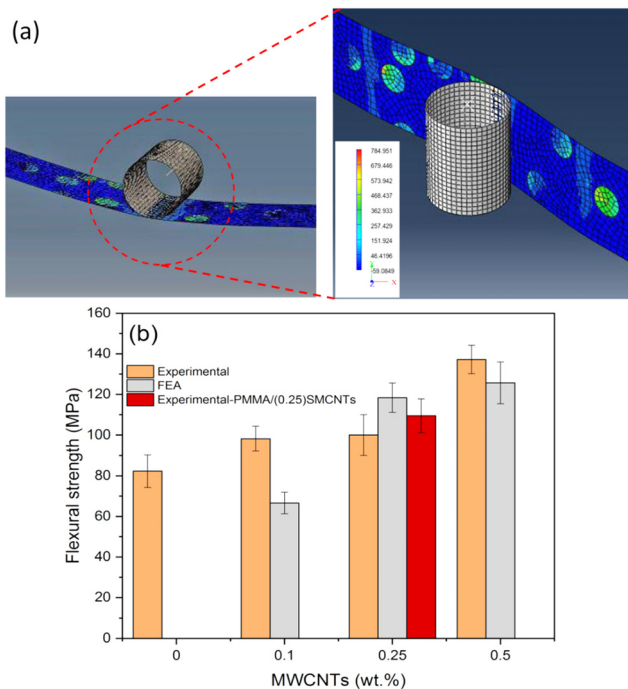 (a)
784.951
679.446
573.942
468.437
362.933
257.429
151.924
46.4196
-59.0849
X
Z
(b)
Experimental
FEA
Experimental-PMMA/(0.25)SMCNTs
Flexural strength (MPa)
160
140
120
100
80
60
40
20
0
0 0.1 0.25 0.5
MWCNTs (wt.%)